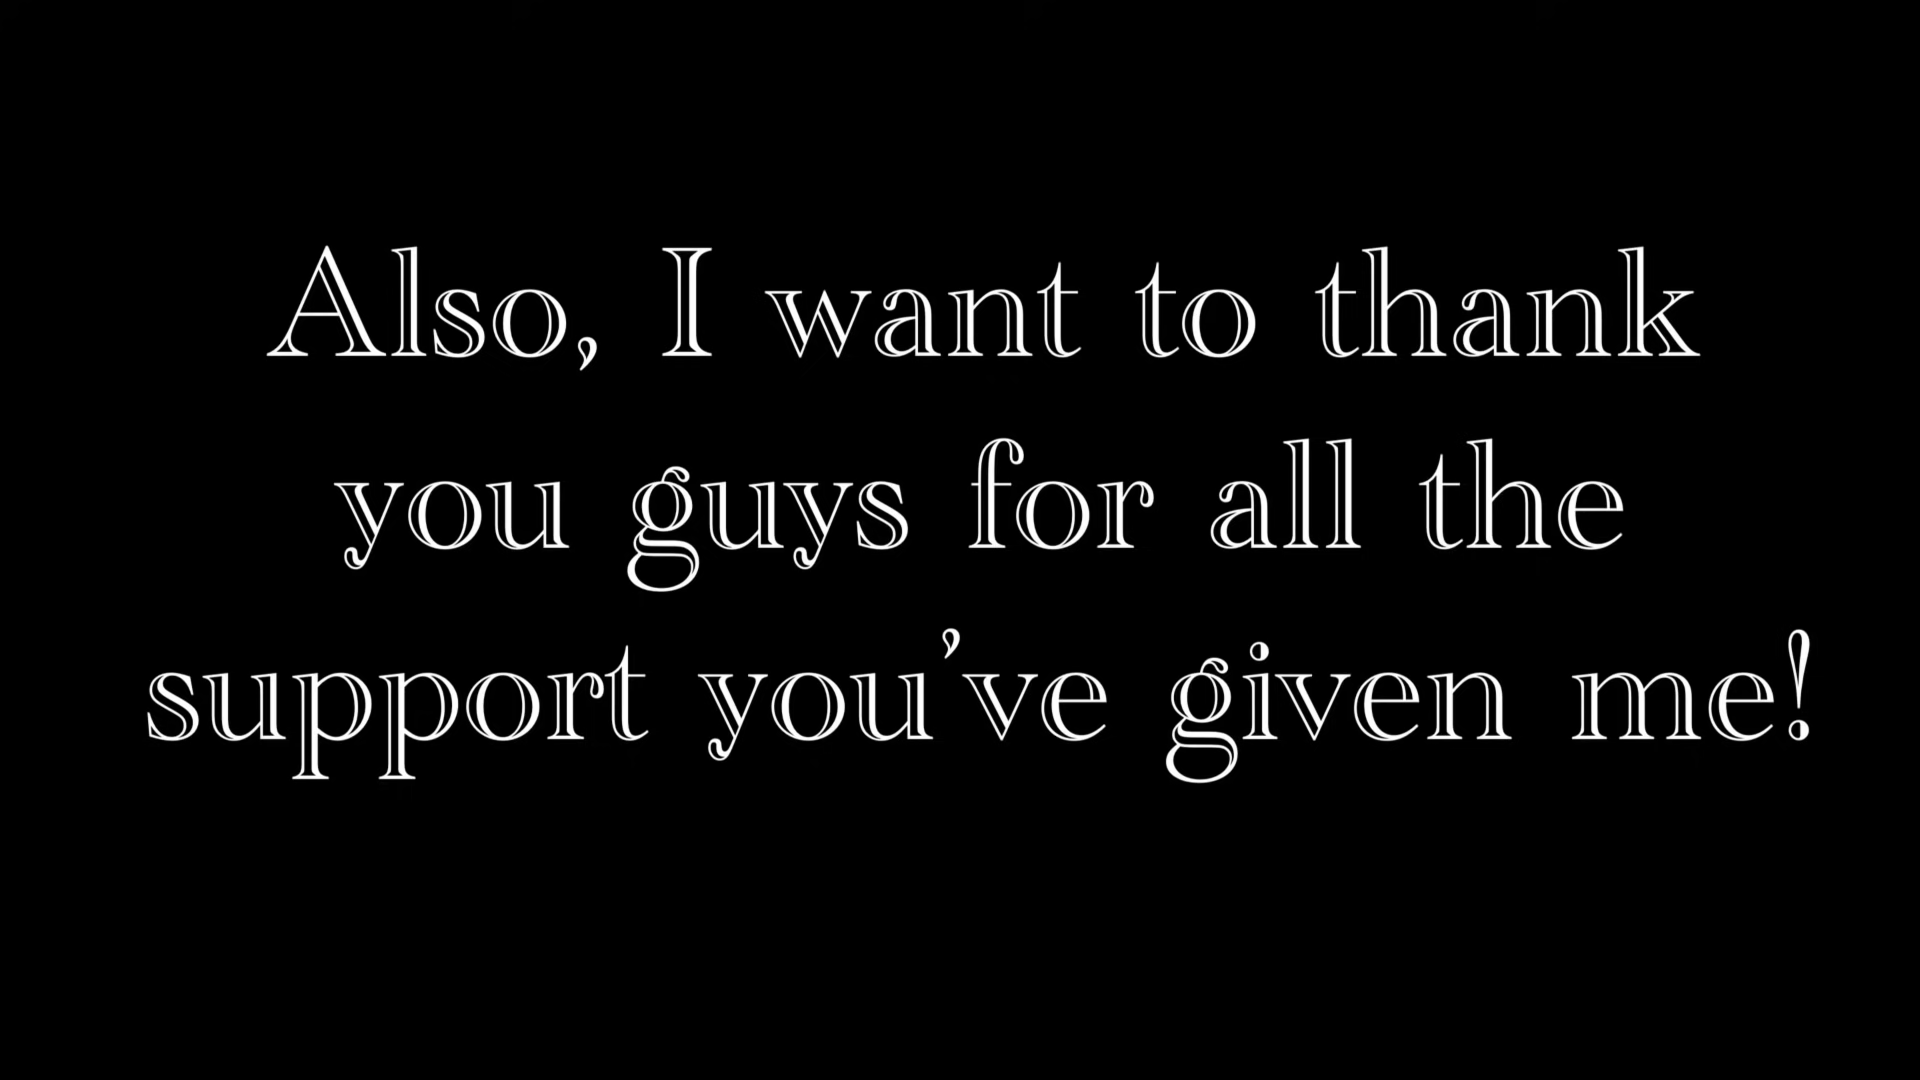 Also, I want to thank
you guys for all the
support you've given me!